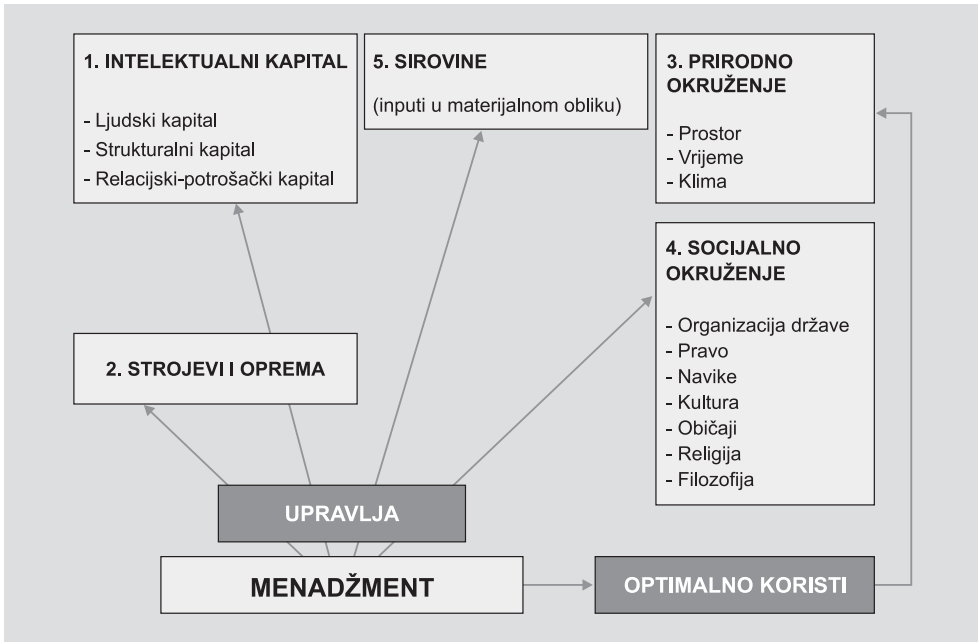 1. INTELEKTUALNI KAPITAL
- Ljudski kapital
- Strukturalni kapital
- Relacijski-potrošački kapital
5. SIROVINE
(inputi u materijalnom obliku)
3. PRIRODNO
OKRUŽENJE
- Prostor
- Vrijeme
- Klima
4. SOCIJALNO
OKRUŽENJE
- Organizacija države
- Pravo
- Navike
- Kultura
- Običaji
- Religija
- Filozofija
2. STROJEVI I OPREMA
UPRAVLJA
MENADŽMENT
OPTIMALNO KORISTI